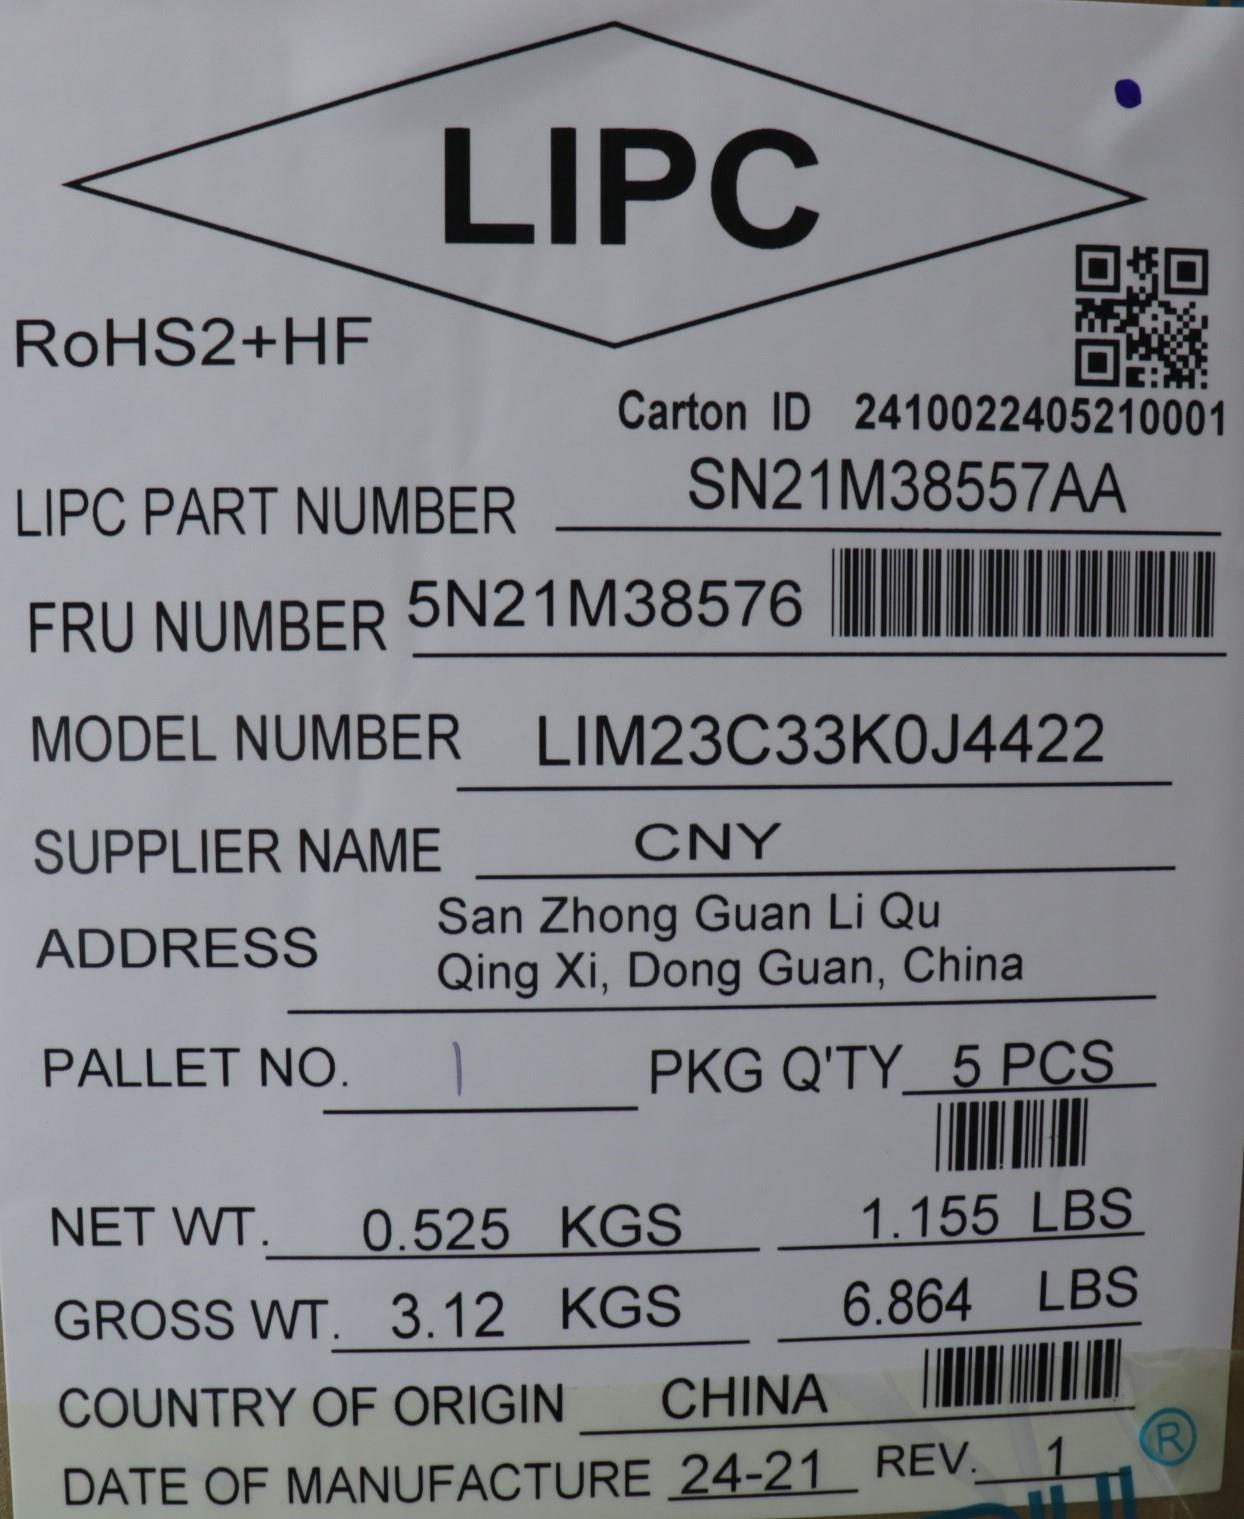 LIPC
RoHS2+HF
Carton ID 2410022405210001
LIPC PART NUMBER SN21M38557AA
FRU NUMBER 5N21M38576
MODEL NUMBER LIM23C33K0J4422
SUPPLIER NAME CNY
ADDRESS San Zhong Guan Li Qu
Qing Xi, Dong Guan, China
PALLET NO. 1 PKG Q'TY 5 PCS
NET WT. 0.525 KGS 1.155 LBS
GROSS WT. 3.12 KGS 6.864 LBS
COUNTRY OF ORIGIN CHINA
DATE OF MANUFACTURE 24-21 REV. 1
®